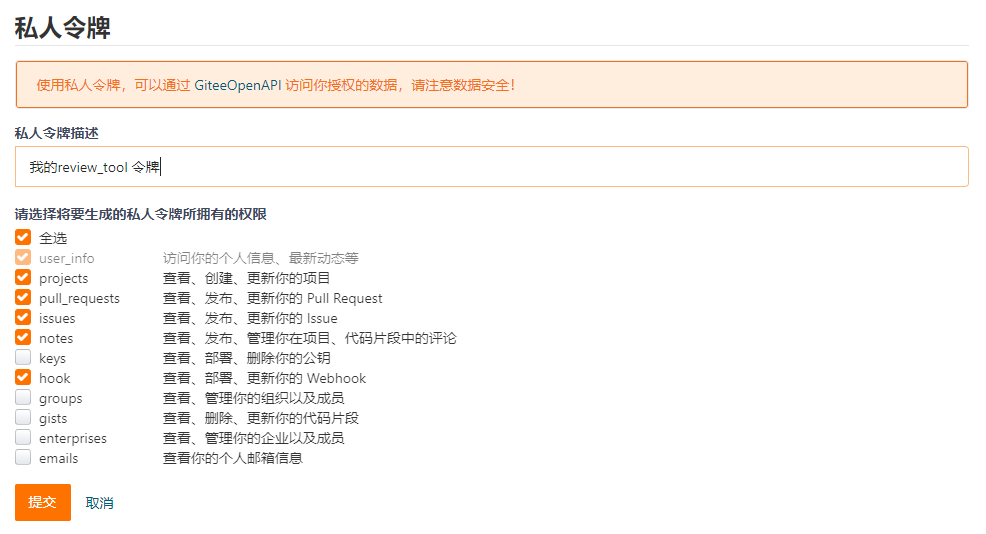 私人令牌
使用私人令牌，可以通过 GiteeOpenAPI 访问你授权的数据，请注意数据安全！
私人令牌描述
我的review_tool 令牌
请选择将要生成的私人令牌所拥有的权限
全选
user_info 访问你的个人信息、最新动态等
projects 查看、创建、更新你的项目
pull_requests 查看、发布、更新你的 Pull Request
issues 查看、发布、更新你的 Issue
notes 查看、发布、管理你在项目、代码片段中的评论
keys 查看、部署、删除你的公钥
hook 查看、部署、更新你的 Webhook
groups 查看、管理你的组织以及成员
gists 查看、删除、更新你的代码片段
enterprises 查看、管理你的企业以及成员
emails 查看你的个人邮箱信息
提交 取消